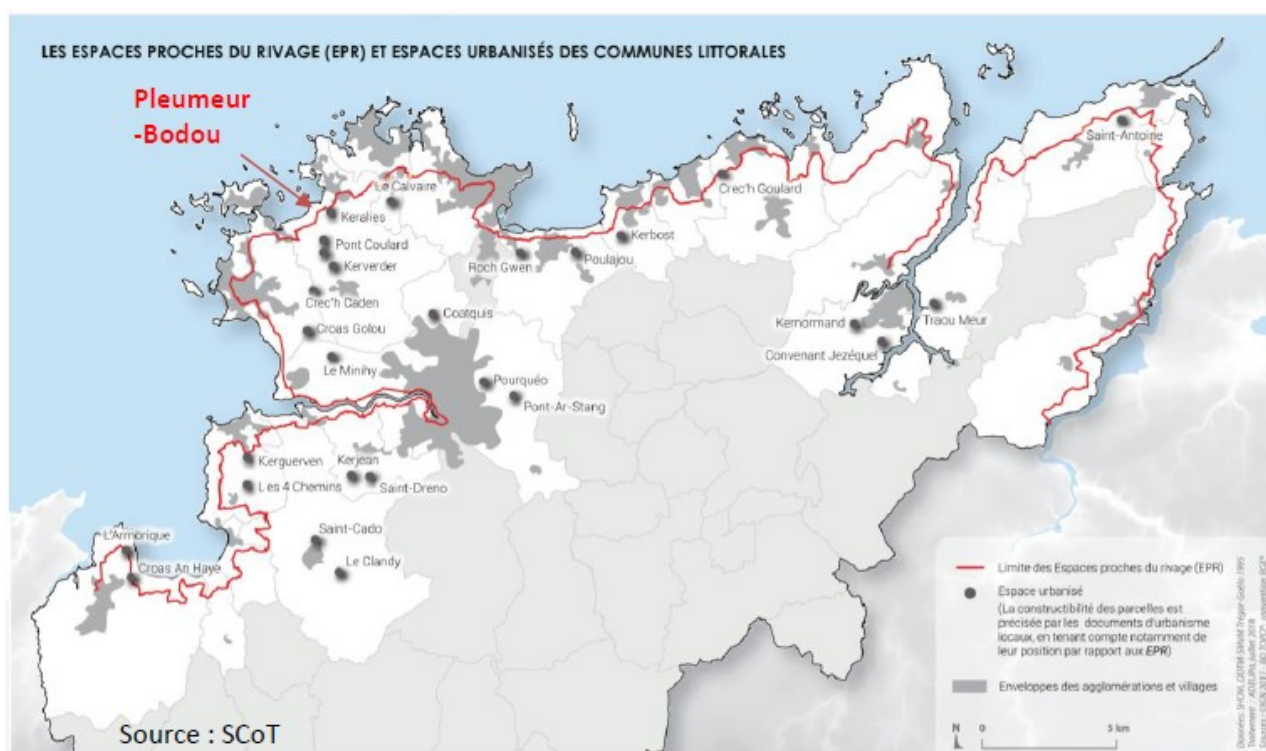 LES ESPACES PROCHES DU RIVAGE (EPR) ET ESPACES URBANISÉS DES COMMUNES LITTORALES
Pleumeur
-Bodou
Saint-Antoine
Le Calvaire
Crec'h Goulard
Keralies
Pont Coulard
Kerbost
Kerverder
Roch Gwen
Poulajou
Crec'h Caden
Coatquis
Traou Meur
Croas Golou
Kernormand
Convenant Jezéquel
Le Minihy
Pourquéo
Pont-Ar-Stang
Kerguerven
Kerjean
Les 4 Chemins
Saint-Dreno
L'Armorique
Saint-Cado
Croas An Haye
Le Clandy
Limite des Espaces proches du rivage (EPR)
Espace urbanisé
(La constructibilité des parcelles est
précisée par les documents d'urbanisme
locaux, en tenant compte notamment de
leur position par rapport aux EPR)
Enveloppes des agglomérations et villages
N 0 5 km
Source : SCoT